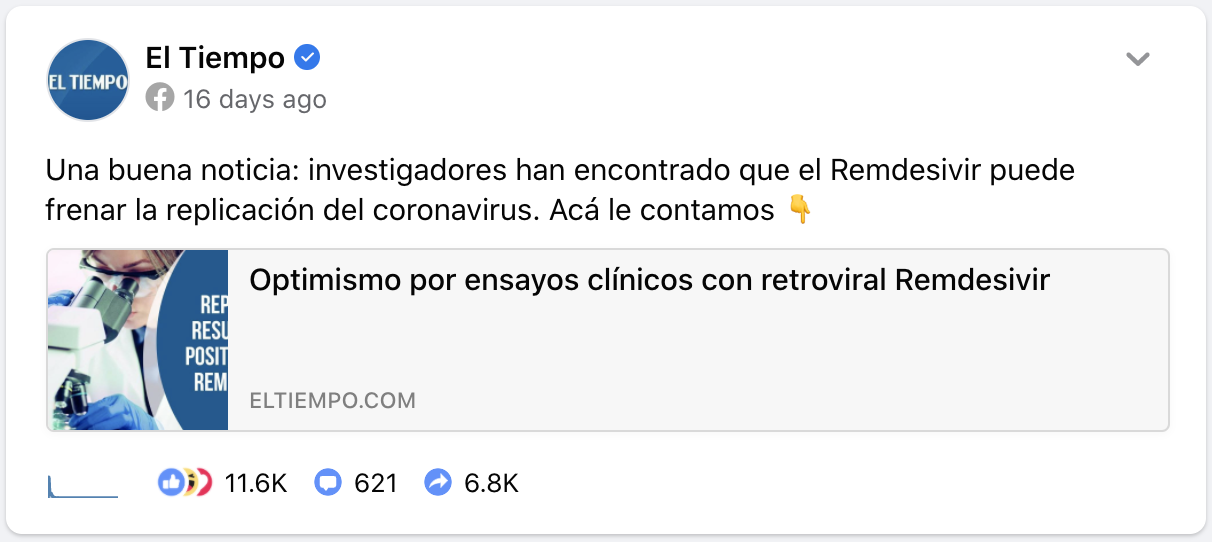 EL TIEMPO
El Tiempo
16 days ago
Una buena noticia: investigadores han encontrado que el Remdesivir puede
frenar la replicación del coronavirus. Acá le contamos 👇
Optimismo por ensayos clínicos con retroviral Remdesivir
REP
RESU
POSIT
REM
ELTIEMPO.COM
11.6K 621 6.8K